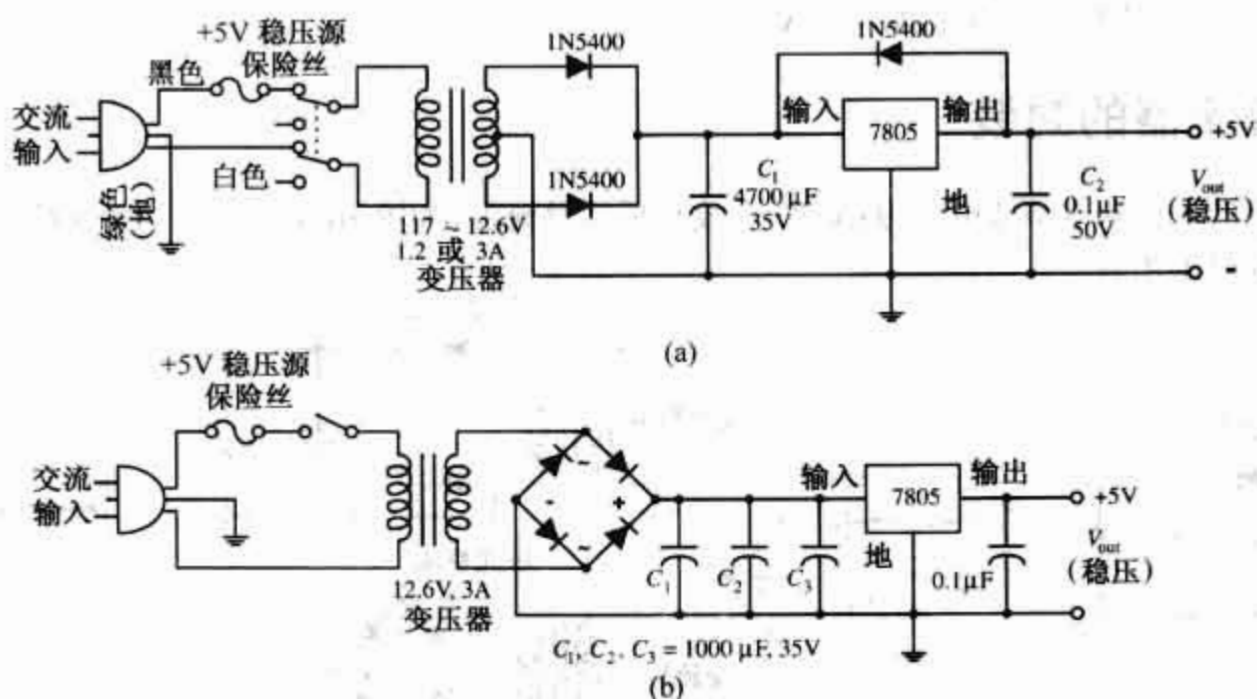 +5V 稳压源
保险丝
黑色
交流
输入
白色
绿色
(地)
117 ~ 12.6V
1.2 或 3A
变压器
1N5400
1N5400
1N5400
输入
7805
输出
地
C₁
4700 μF
35V
C₂
0.1μF
50V
+5V
Vout
(稳压)
-
(a)
+5V 稳压源
保险丝
交流
输入
12.6V, 3A
变压器
~
-
+
~
C₁
C₂
C₃
输入
7805
输出
地
0.1μF
+5V
Vout
(稳压)
C₁, C₂, C₃ = 1000 μF, 35V
(b)